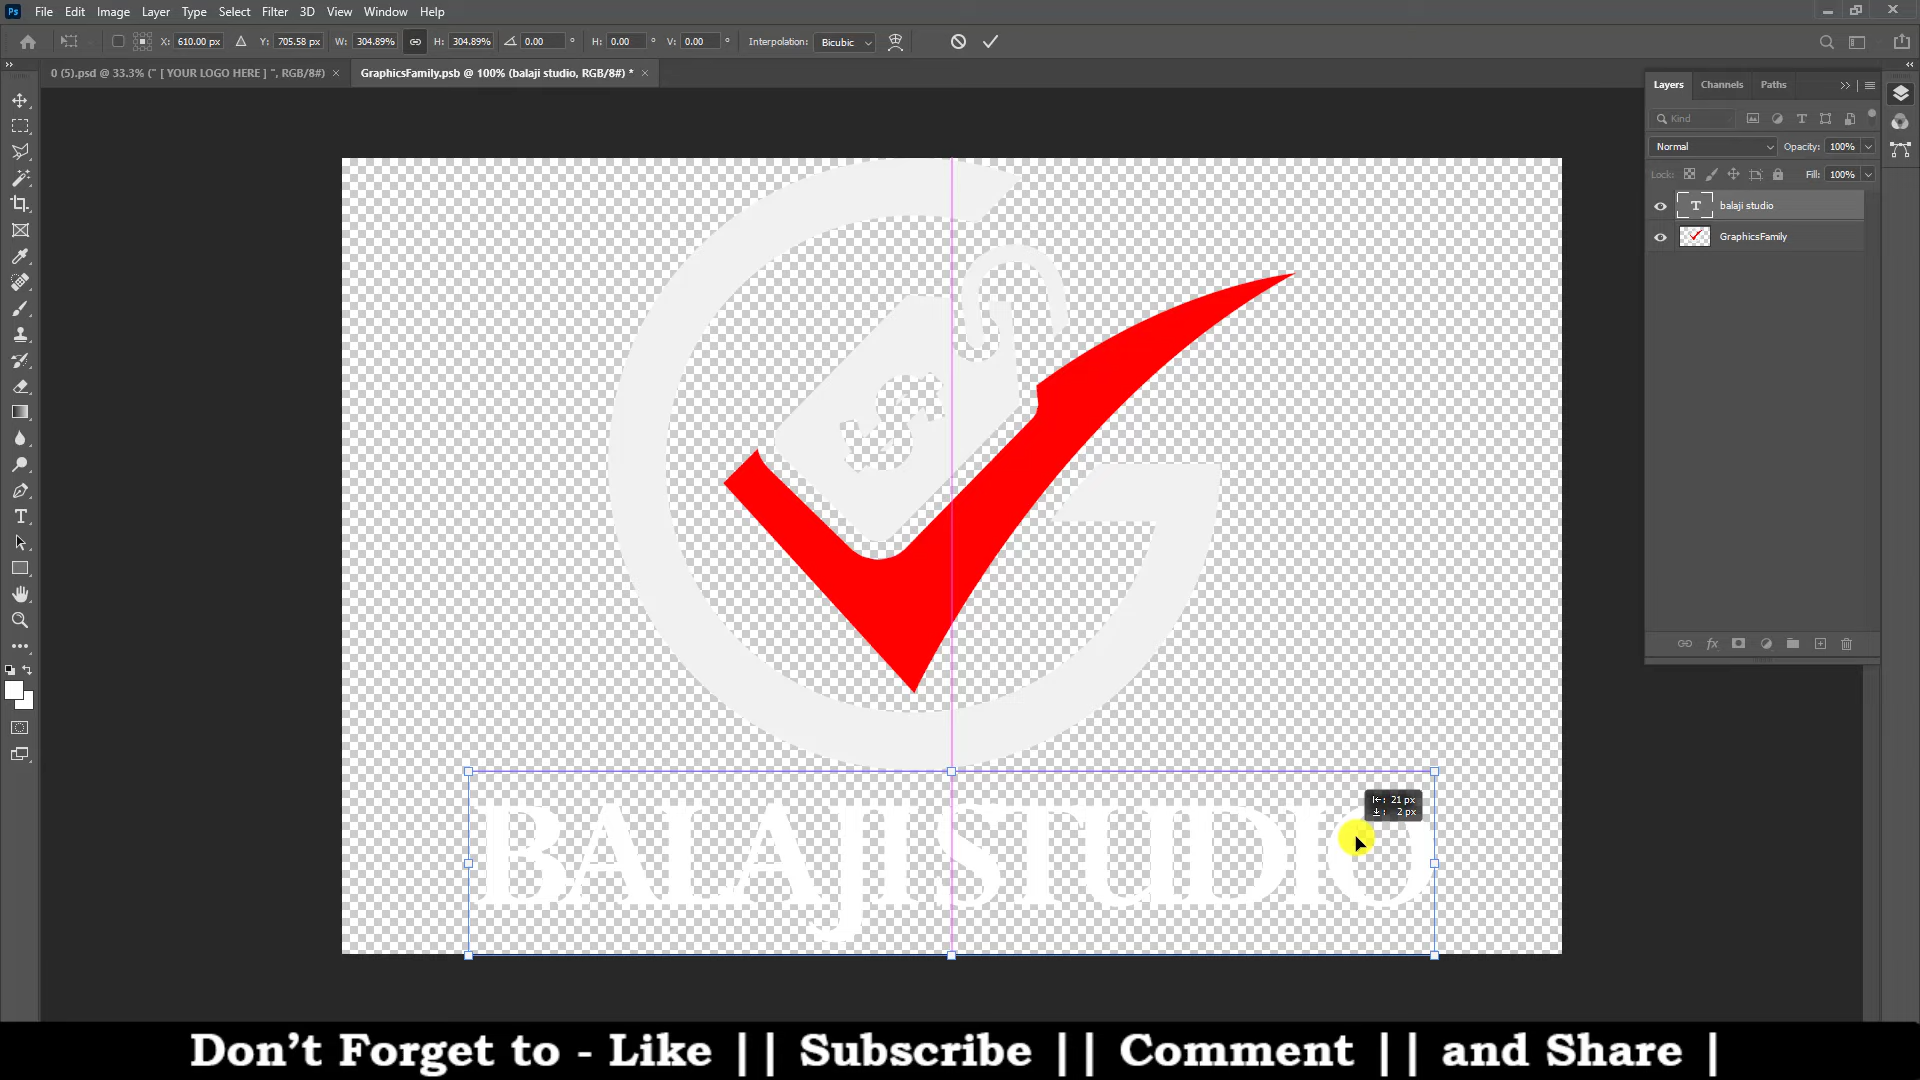 Ps File Edit Image Layer Type Select Filter 3D View Window Help
X: 610.00 px Y: 705.58 px W: 304.89% H: 304.89% 0.00 ° H: 0.00 ° V: 0.00 ° Interpolation: Bicubic
0 (5).psd @ 33.3% (" [ YOUR LOGO HERE ] ", RGB/8#) × GraphicsFamily.psb @ 100% (balaji studio, RGB/8#) * ×
Layers Channels Paths
Kind
Normal Opacity: 100%
Lock: Fill: 100%
T balaji studio
GraphicsFamily
fx
21 px
2 px
BALAJI STUDIO
Don't Forget to - Like || Subscribe || Comment || and Share |